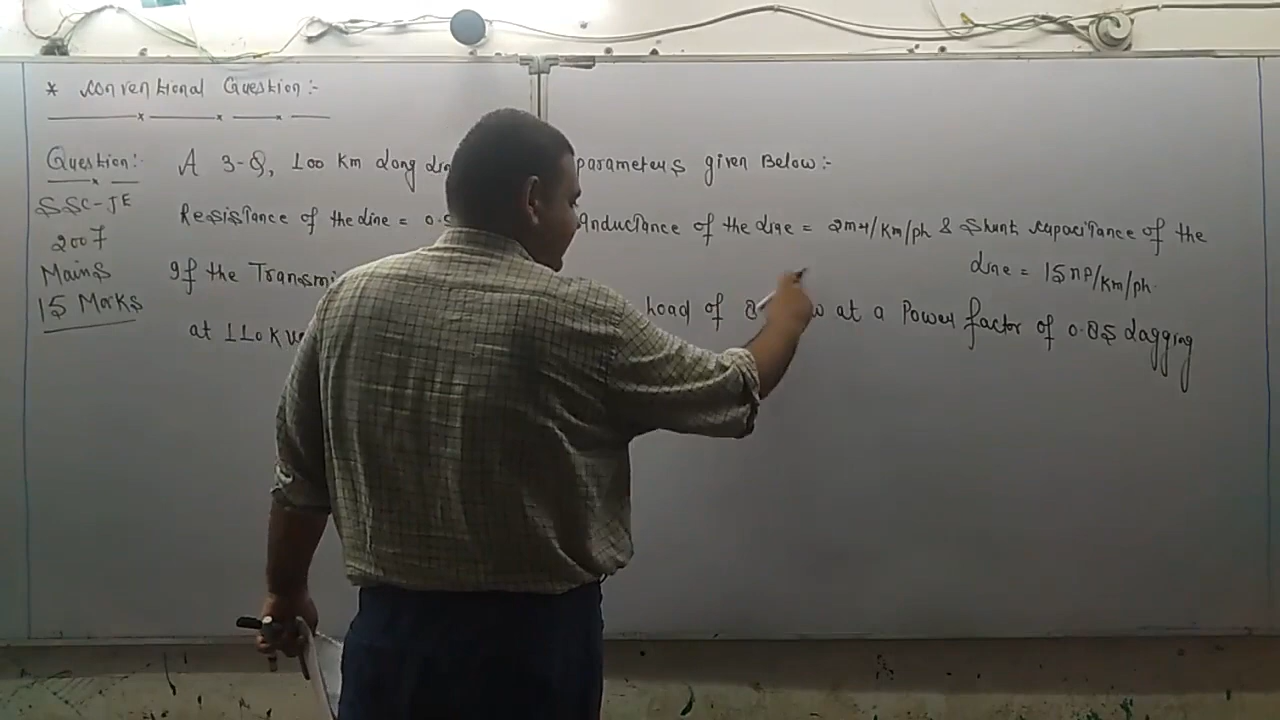 * Conventional Question:-
Question:- A 3-Φ, 100 Km Long parameters given Below:-
SSC-JE
2007
Mains
15 Marks
Resistance of the Line = Inductance of the Line = 2mH/Km/ph & Shunt capacitance of the
Line = 15nF/Km/ph.
If the load of at a Power factor of 0.85 Lagging
at 110 KV